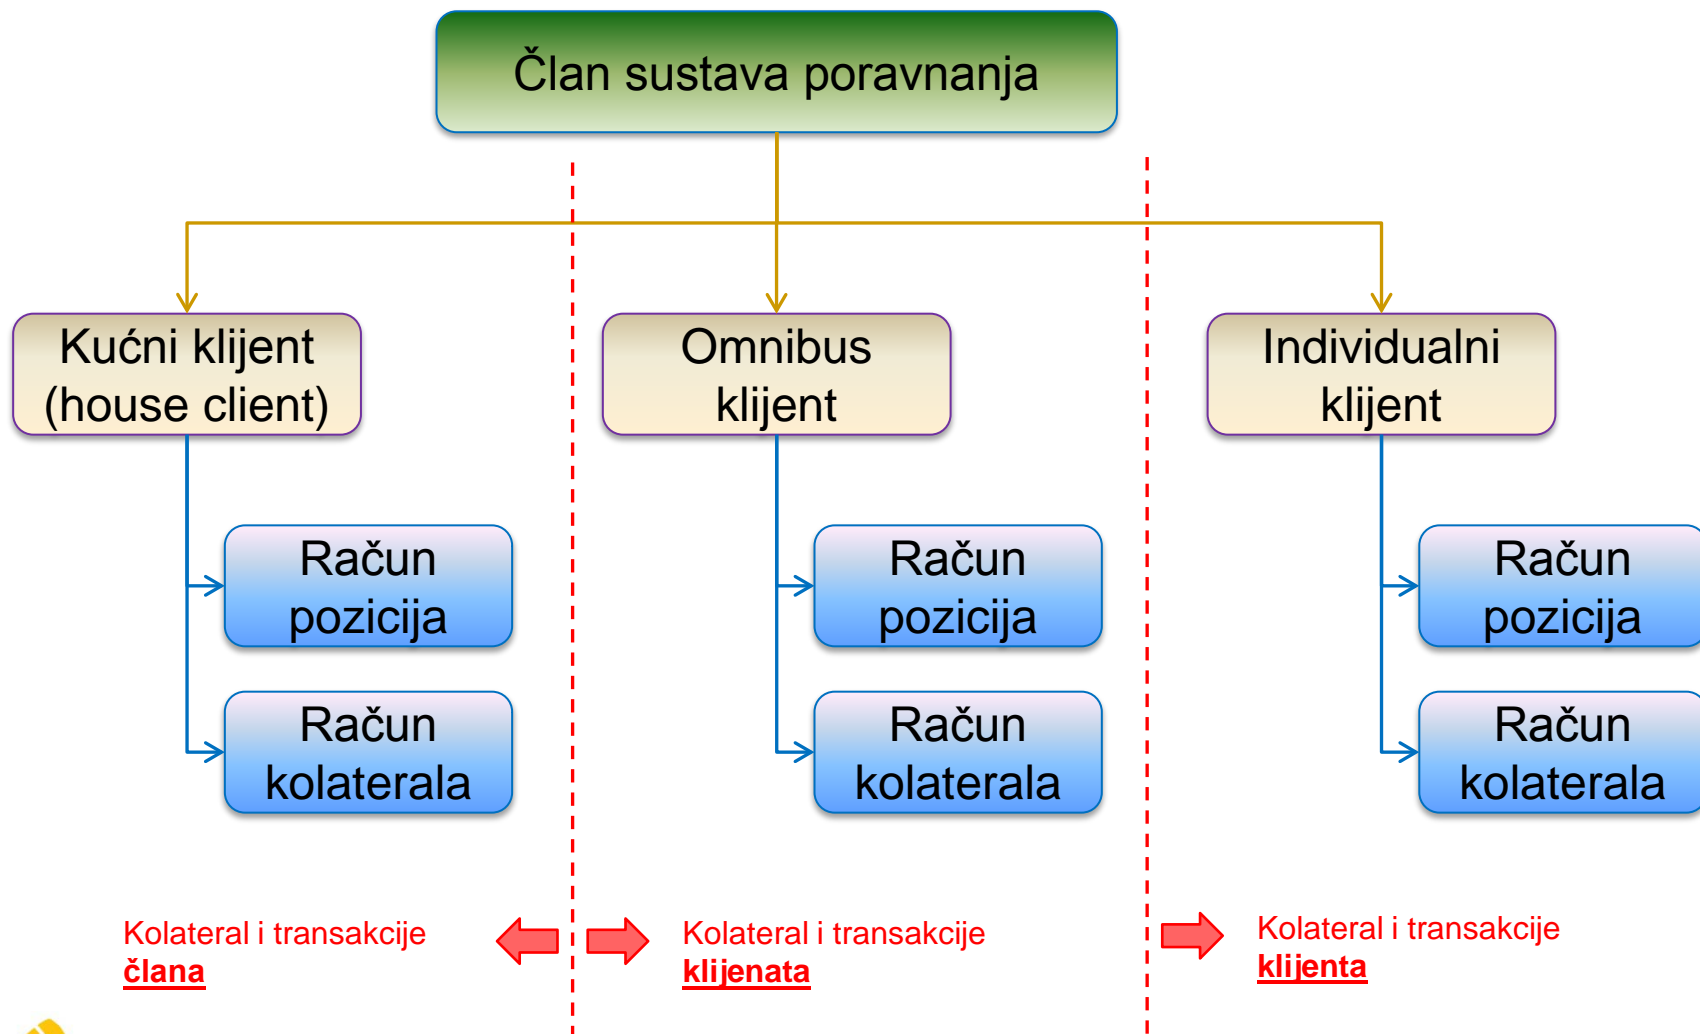 Član sustava poravnanja
Kućni klijent
(house client)
Omnibus
klijent
Individualni
klijent
Račun
pozicija
Račun
pozicija
Račun
pozicija
Račun
kolaterala
Račun
kolaterala
Račun
kolaterala
Kolateral i transakcije
člana
Kolateral i transakcije
klijenata
Kolateral i transakcije
klijenta